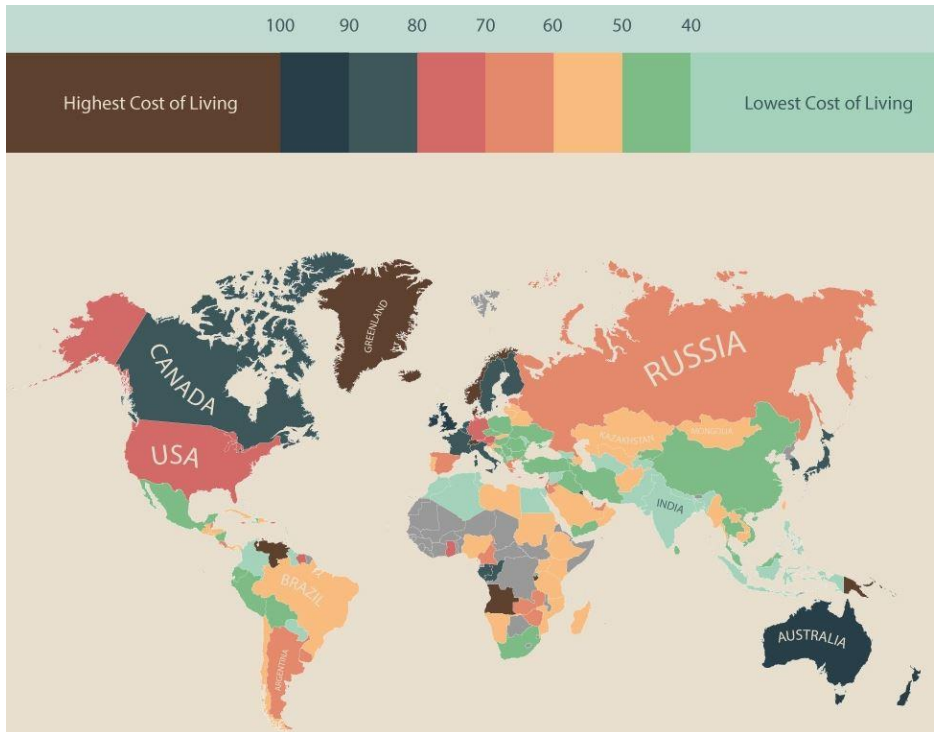 100 90 80 70 60 50 40
Highest Cost of Living
Lowest Cost of Living
GREENLAND
CANADA
RUSSIA
USA
KAZAKHSTAN
MONGOLIA
INDIA
BRAZIL
AUSTRALIA
ARGENTINA